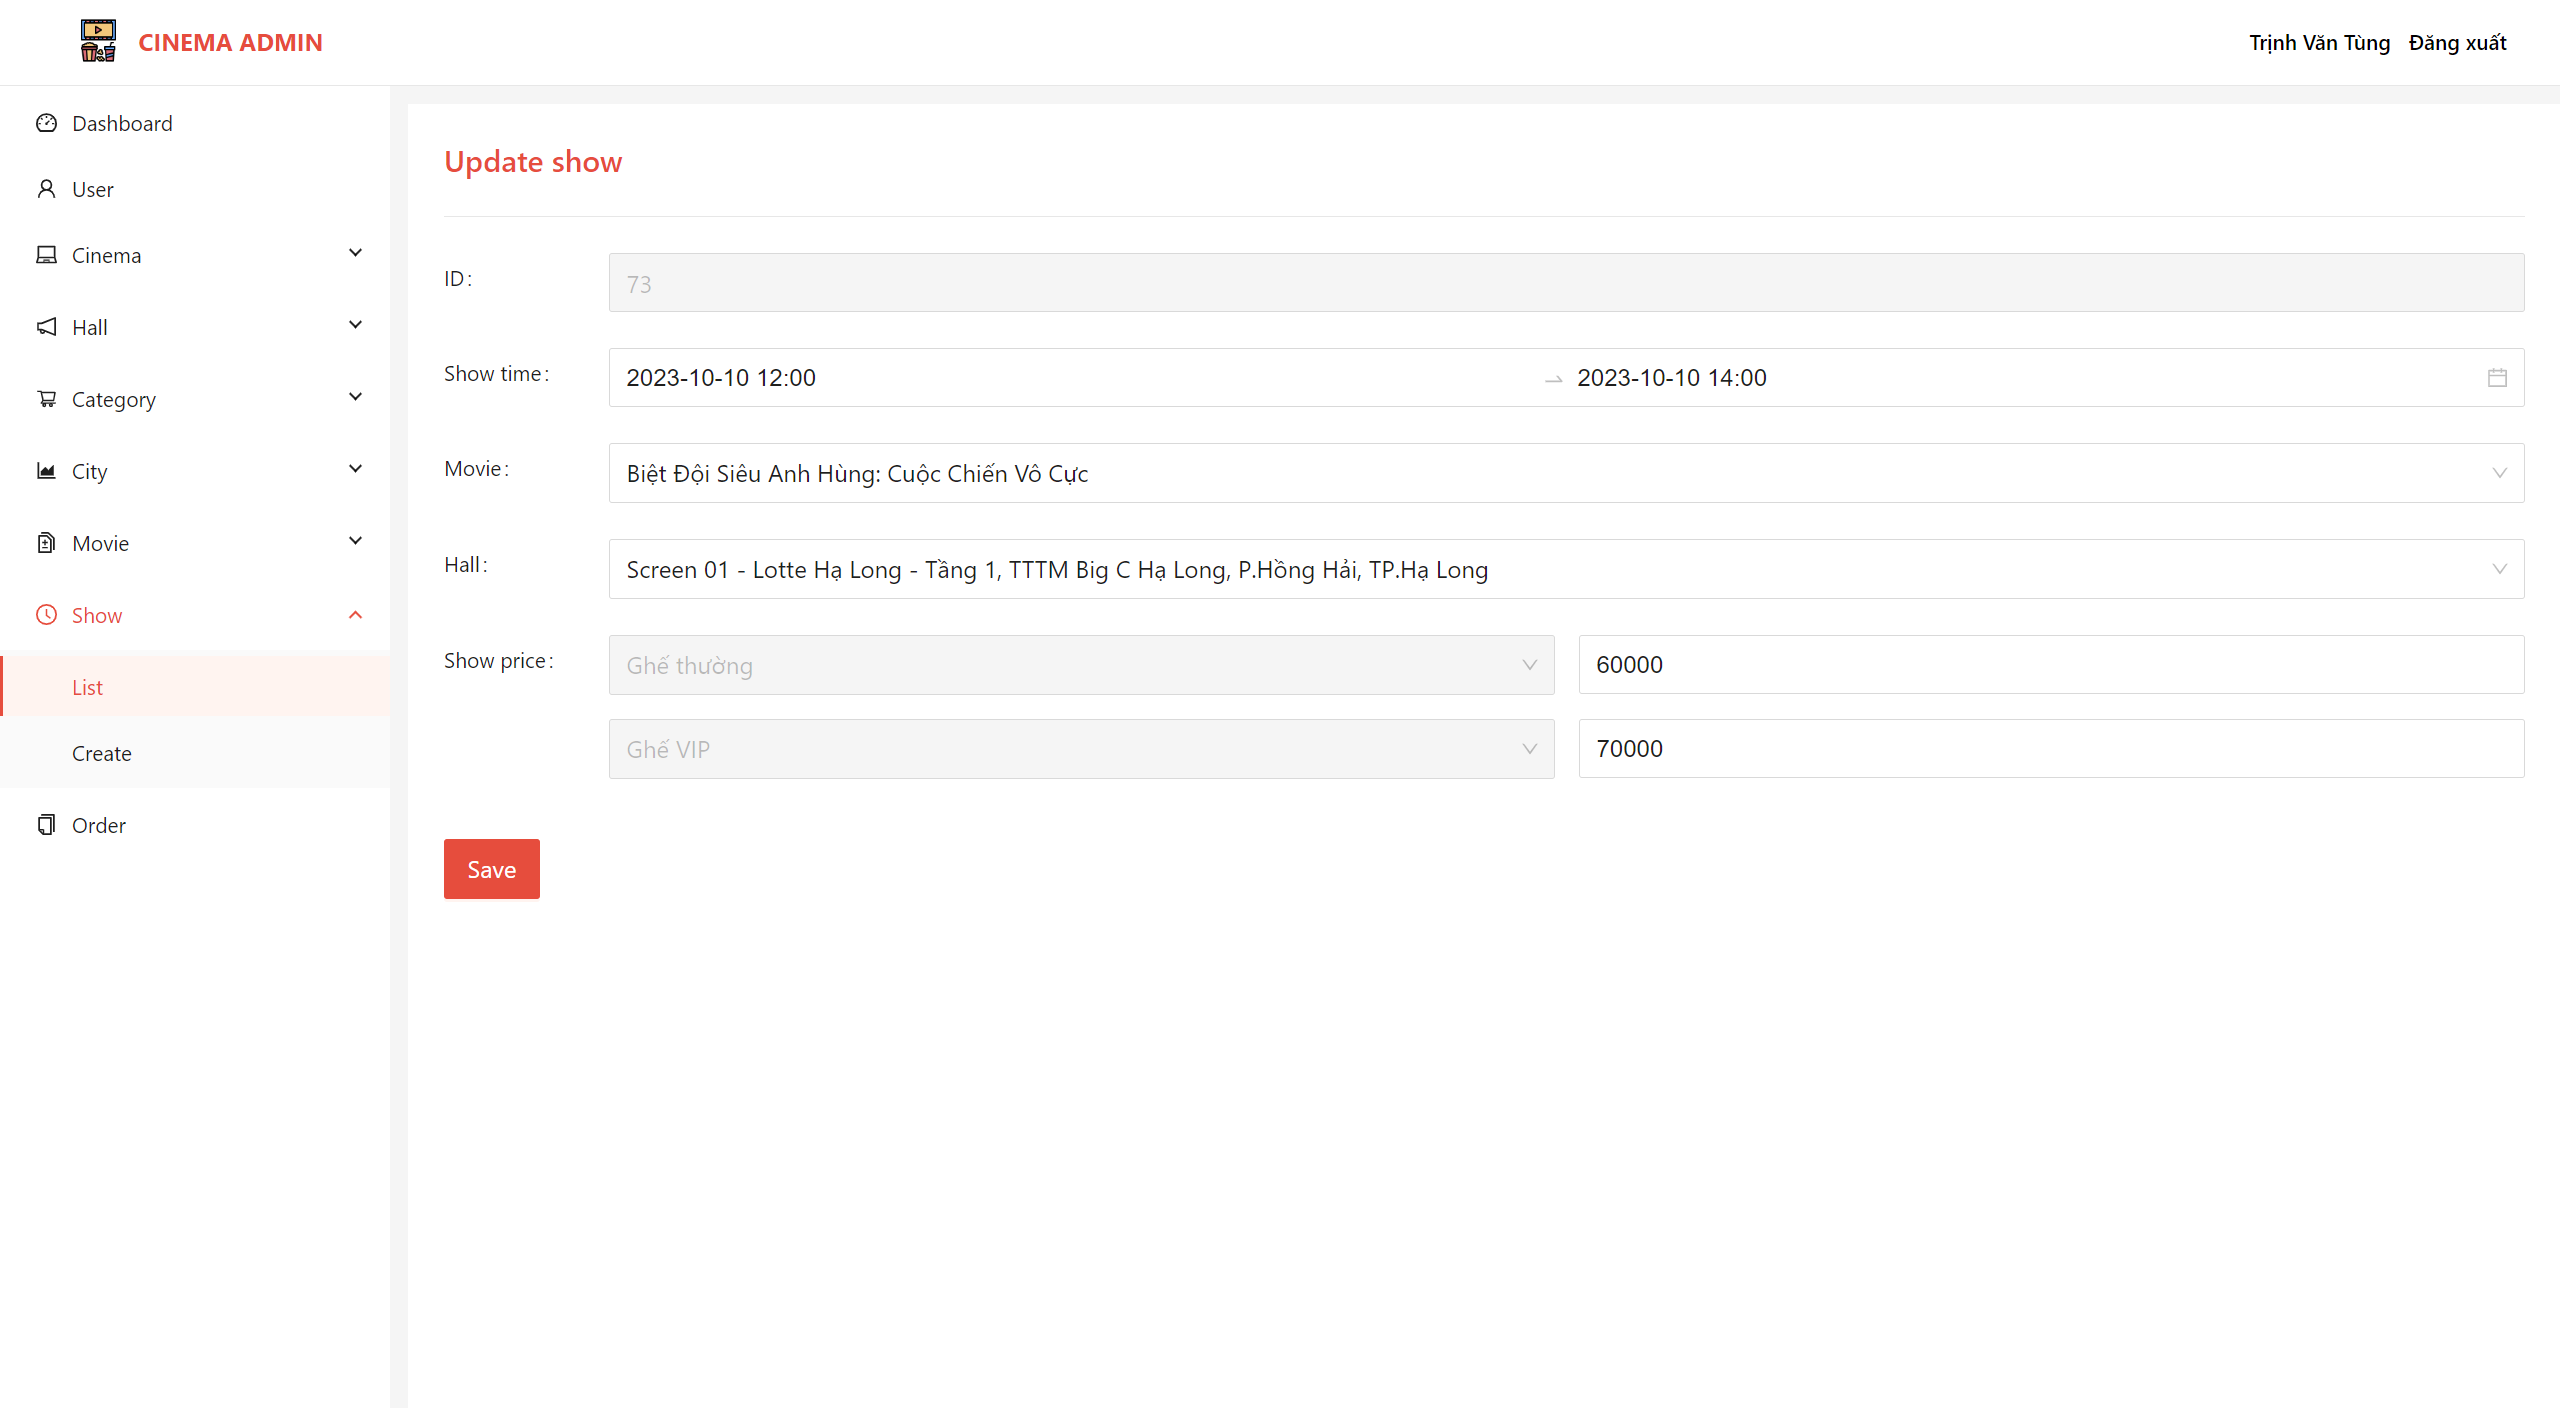 CINEMA ADMIN
Trịnh Văn Tùng Đăng xuất
Dashboard
User
Cinema
Hall
Category
City
Movie
Show
List
Create
Order
Update show
ID:
73
Show time:
2023-10-10 12:00
2023-10-10 14:00
Movie:
Biệt Đội Siêu Anh Hùng: Cuộc Chiến Vô Cực
Hall:
Screen 01 - Lotte Hạ Long - Tầng 1, TTTM Big C Hạ Long, P.Hồng Hải, TP.Hạ Long
Show price:
Ghế thường
60000
Ghế VIP
70000
Save